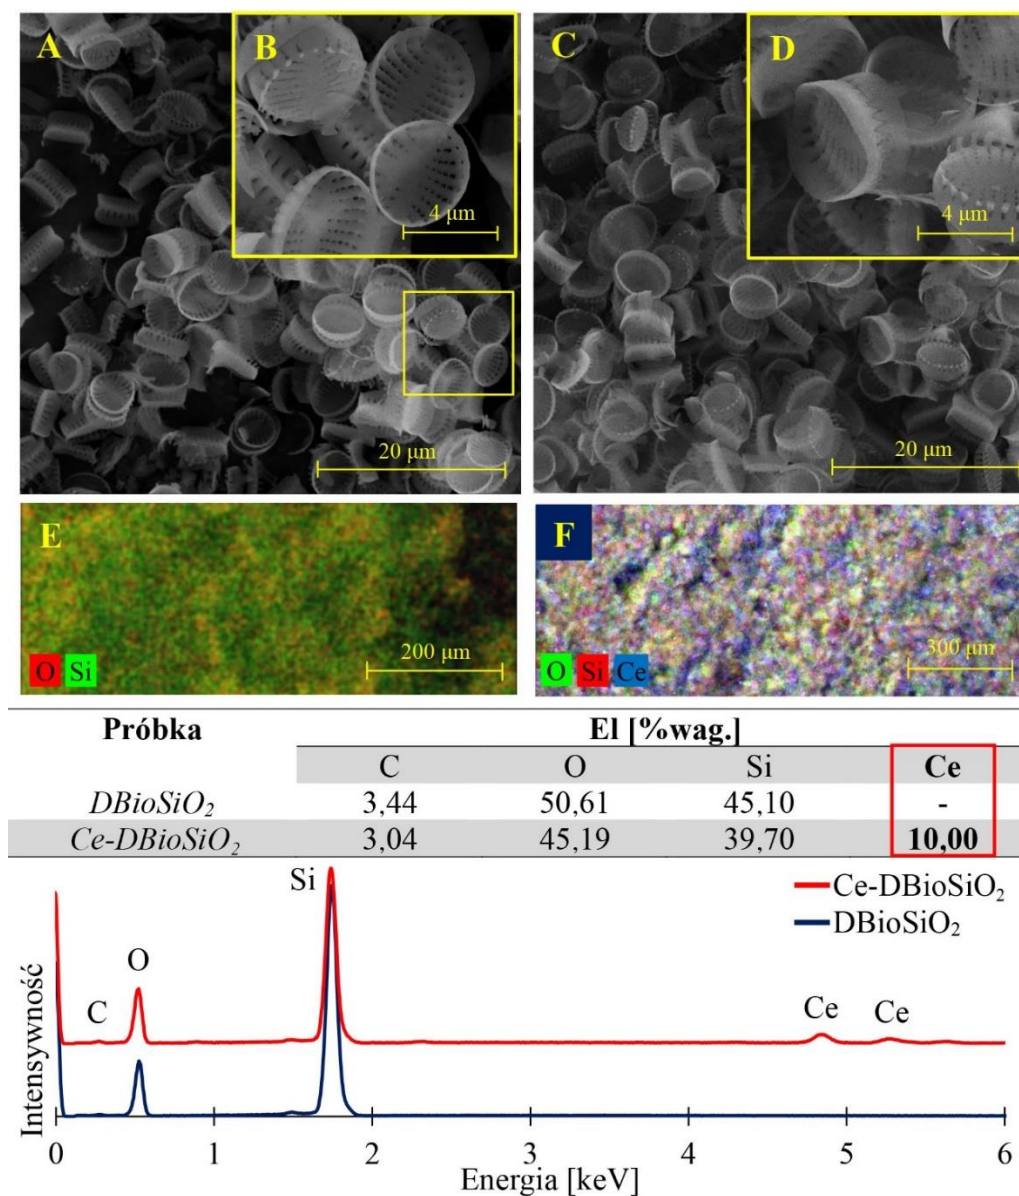 A
B
4 μm
20 μm
C
D
4 μm
20 μm
E
O Si
200 μm
F
O Si Ce
300 μm
Próbka El [%wag.]
C O Si Ce
DBioSiO₂ 3,44 50,61 45,10 -
Ce-DBioSiO₂ 3,04 45,19 39,70 10,00
Si
Ce-DBioSiO₂
DBioSiO₂
O
C
Ce
Ce
Intensywność
0 1 2 3 4 5 6
Energia [keV]